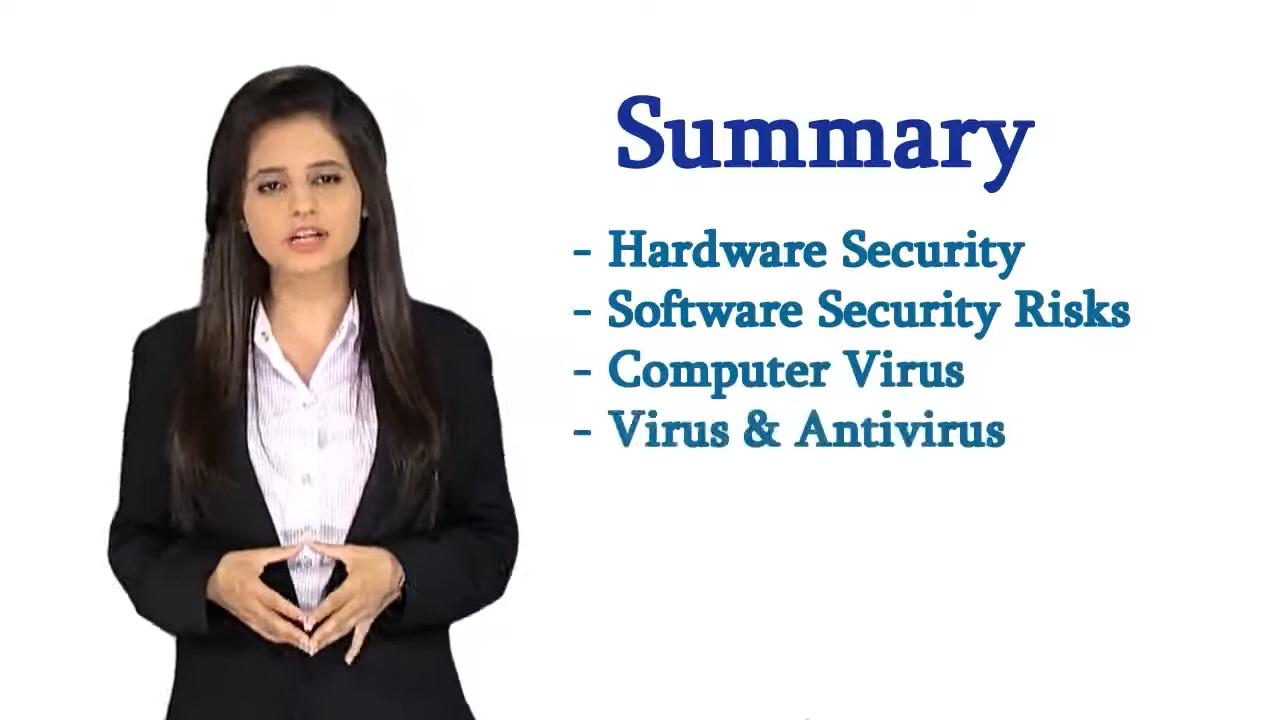 Summary
- Hardware Security
- Software Security Risks
- Computer Virus
- Virus & Antivirus